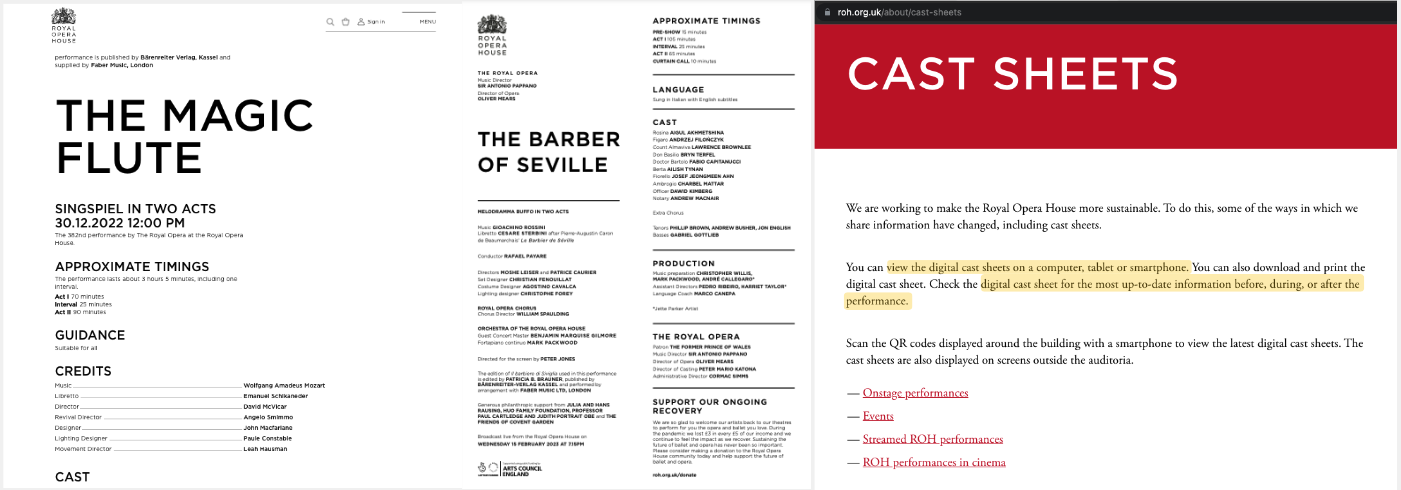 ROYAL
OPERA
HOUSE
Sign in
MENU
performance is published by Bärenreiter Verlag, Kassel and
supplied by Faber Music, London
THE MAGIC
FLUTE
SINGSPIEL IN TWO ACTS
30.12.2022 12:00 PM
The 382nd performance by The Royal Opera at the Royal Opera
House.
APPROXIMATE TIMINGS
The performance lasts about 3 hours 5 minutes, including one
interval.
Act I 70 minutes
Interval 25 minutes
Act II 90 minutes
GUIDANCE
Suitable for all
CREDITS
Music Wolfgang Amadeus Mozart
Libretto Emanuel Schikaneder
Director David McVicar
Revival Director Angelo Smimmo
Designer John Macfarlane
Lighting Designer Paule Constable
Movement Director Leah Hausman
CAST
ROYAL
OPERA
HOUSE
THE ROYAL OPERA
Music Director
SIR ANTONIO PAPPANO
Director of Opera
OLIVER MEARS
THE BARBER
OF SEVILLE
MELODRAMMA BUFFO IN TWO ACTS
Music GIOACHINO ROSSINI
Libretto CESARE STERBINI after Pierre-Augustin Caron
de Beaumarchais' Le Barbier de Séville
Conductor RAFAEL PAYARE
Directors MOSHE LEISER and PATRICE CAURIER
Set Designer CHRISTIAN FENOUILLAT
Costume Designer AGOSTINO CAVALCA
Lighting designer CHRISTOPHE FOREY
ROYAL OPERA CHORUS
Chorus Director WILLIAM SPAULDING
ORCHESTRA OF THE ROYAL OPERA HOUSE
Guest Concert Master BENJAMIN MARQUISE GILMORE
Fortepiano continuo MARK PACKWOOD
Directed for the screen by PETER JONES
The edition of Il barbiere di Siviglia used in this performance
is edited by PATRICIA B. BRAUNER, published by
BÄRENREITER-VERLAG KASSEL and performed by
arrangement with FABER MUSIC LTD, LONDON
Generous philanthropic support from JULIA AND HANS
RAUSING, HUO FAMILY FOUNDATION, PROFESSOR
PAUL CARTLEDGE AND JUDITH PORTRAIT OBE and THE
FRIENDS OF COVENT GARDEN
Broadcast live from the Royal Opera House on
WEDNESDAY 15 FEBRUARY 2023 AT 7.15PM
ARTS COUNCIL
ENGLAND
APPROXIMATE TIMINGS
PRE-SHOW 15 minutes
ACT I 105 minutes
INTERVAL 25 minutes
ACT II 65 minutes
CURTAIN CALL 10 minutes
LANGUAGE
Sung in Italian with English subtitles
CAST
Rosina AIGUL AKHMETSHINA
Figaro ANDRZEJ FILOŃCZYK
Count Almaviva LAWRENCE BROWNLEE
Don Basilio BRYN TERFEL
Doctor Bartolo FABIO CAPITANUCCI
Berta AILISH TYNAN
Fiorello JOSEF JEONGMEEN AHN
Ambrogio CHARBEL MATTAR
Officer DAWID KIMBERG
Notary ANDREW MACNAIR
Extra Chorus
Tenors PHILLIP BROWN, ANDREW BUSHER, JON ENGLISH
Basses GABRIEL GOTTLIEB
PRODUCTION
Music preparation CHRISTOPHER WILLIS,
MARK PACKWOOD, ANDRÉ CALLEGARO*
Assistant Directors PEDRO RIBEIRO, HARRIET TAYLOR*
Language Coach MARCO CANEPA
*Jette Parker Artist
THE ROYAL OPERA
Patron THE FORMER PRINCE OF WALES
Music Director SIR ANTONIO PAPPANO
Director of Opera OLIVER MEARS
Director of Casting PETER MARIO KATONA
Administrative Director CORMAC SIMMS
SUPPORT OUR ONGOING
RECOVERY
We are so glad to welcome our artists back to our theatres
to perform for you the opera and ballet you love. During
the pandemic we lost £3 in every £5 of our income and we
continue to feel the impact as we recover. Sustaining the
future of ballet and opera has never been so important.
Please consider making a donation to the Royal Opera
House community today and help support the future of
ballet and opera.
roh.org.uk/donate
roh.org.uk/about/cast-sheets
CAST SHEETS
We are working to make the Royal Opera House more sustainable. To do this, some of the ways in which we
share information have changed, including cast sheets.
You can view the digital cast sheets on a computer, tablet or smartphone. You can also download and print the
digital cast sheet. Check the digital cast sheet for the most up-to-date information before, during, or after the
performance.
Scan the QR codes displayed around the building with a smartphone to view the latest digital cast sheets. The
cast sheets are also displayed on screens outside the auditoria.
— Onstage performances
— Events
— Streamed ROH performances
— ROH performances in cinema